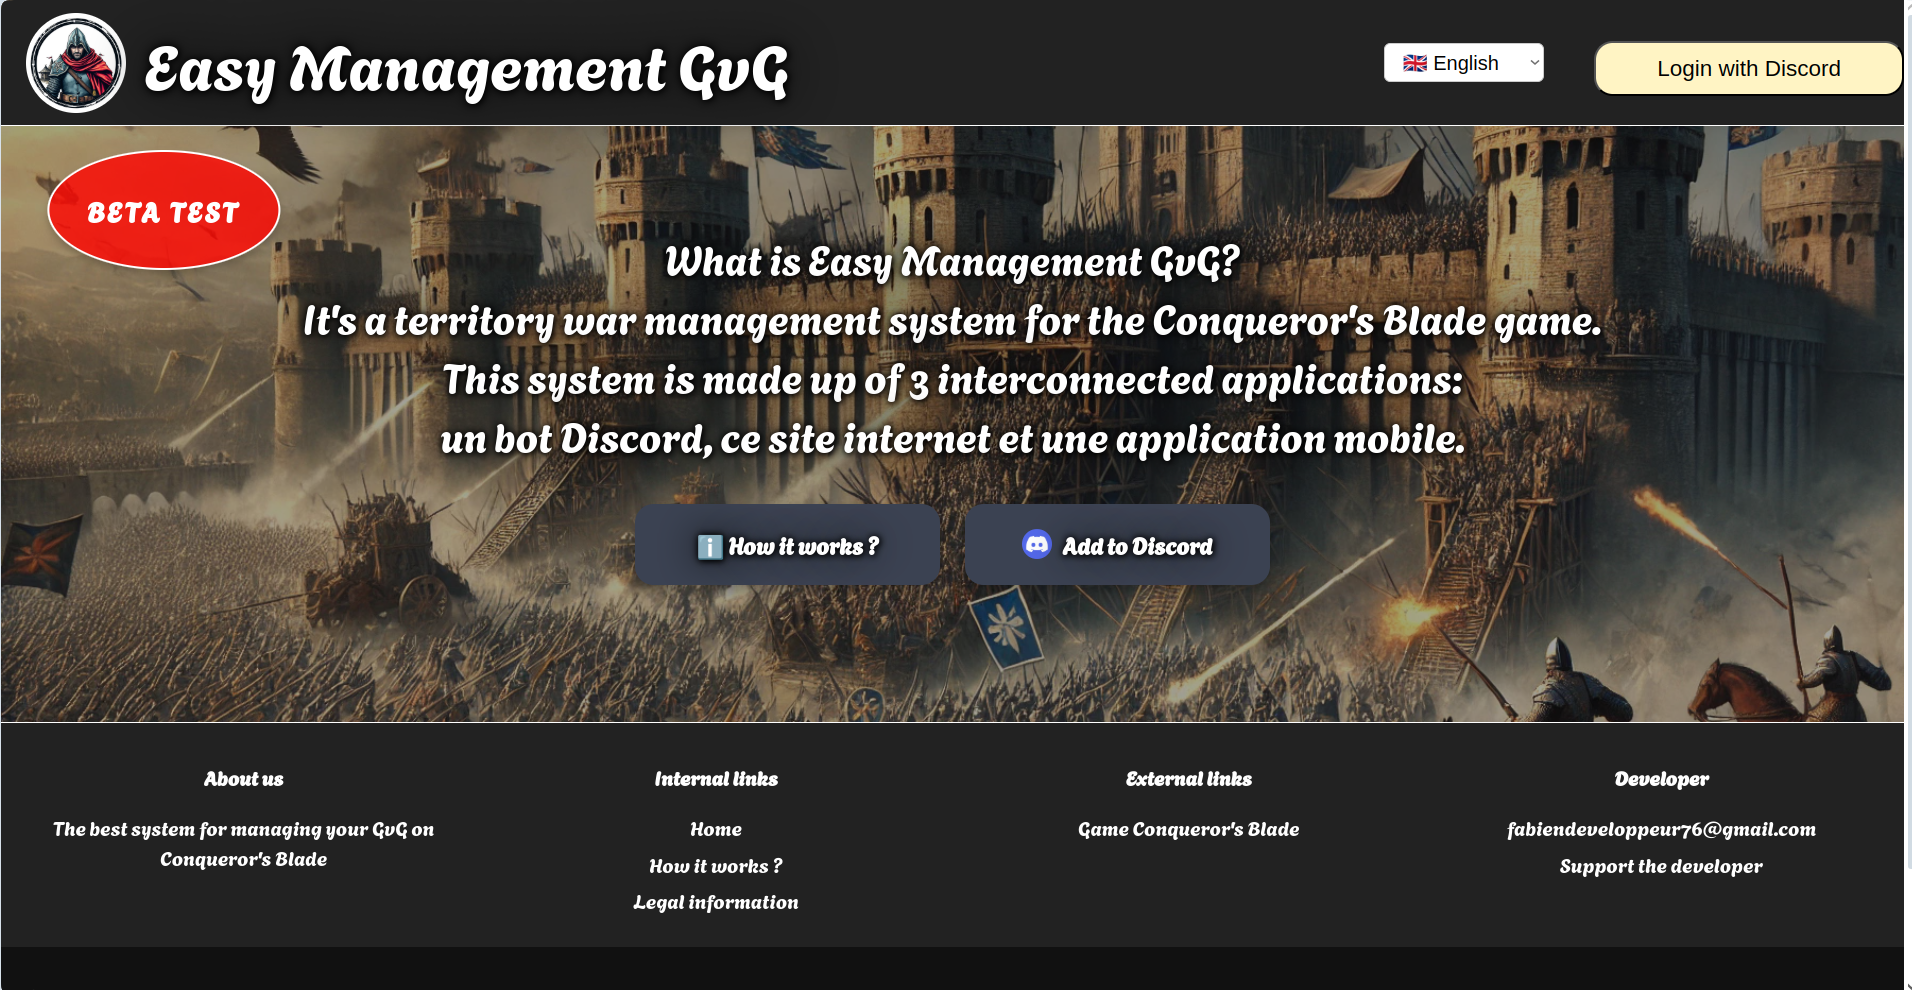 Easy Management GvG
🇬🇧 English
Login with Discord
BETA TEST
What is Easy Management GvG?
It's a territory war management system for the Conqueror's Blade game.
This system is made up of 3 interconnected applications:
un bot Discord, ce site internet et une application mobile.
ℹ️ How it works ?
Add to Discord
About us
The best system for managing your GvG on
Conqueror's Blade
Internal links
Home
How it works ?
Legal information
External links
Game Conqueror's Blade
Developer
fabiendeveloppeur76@gmail.com
Support the developer